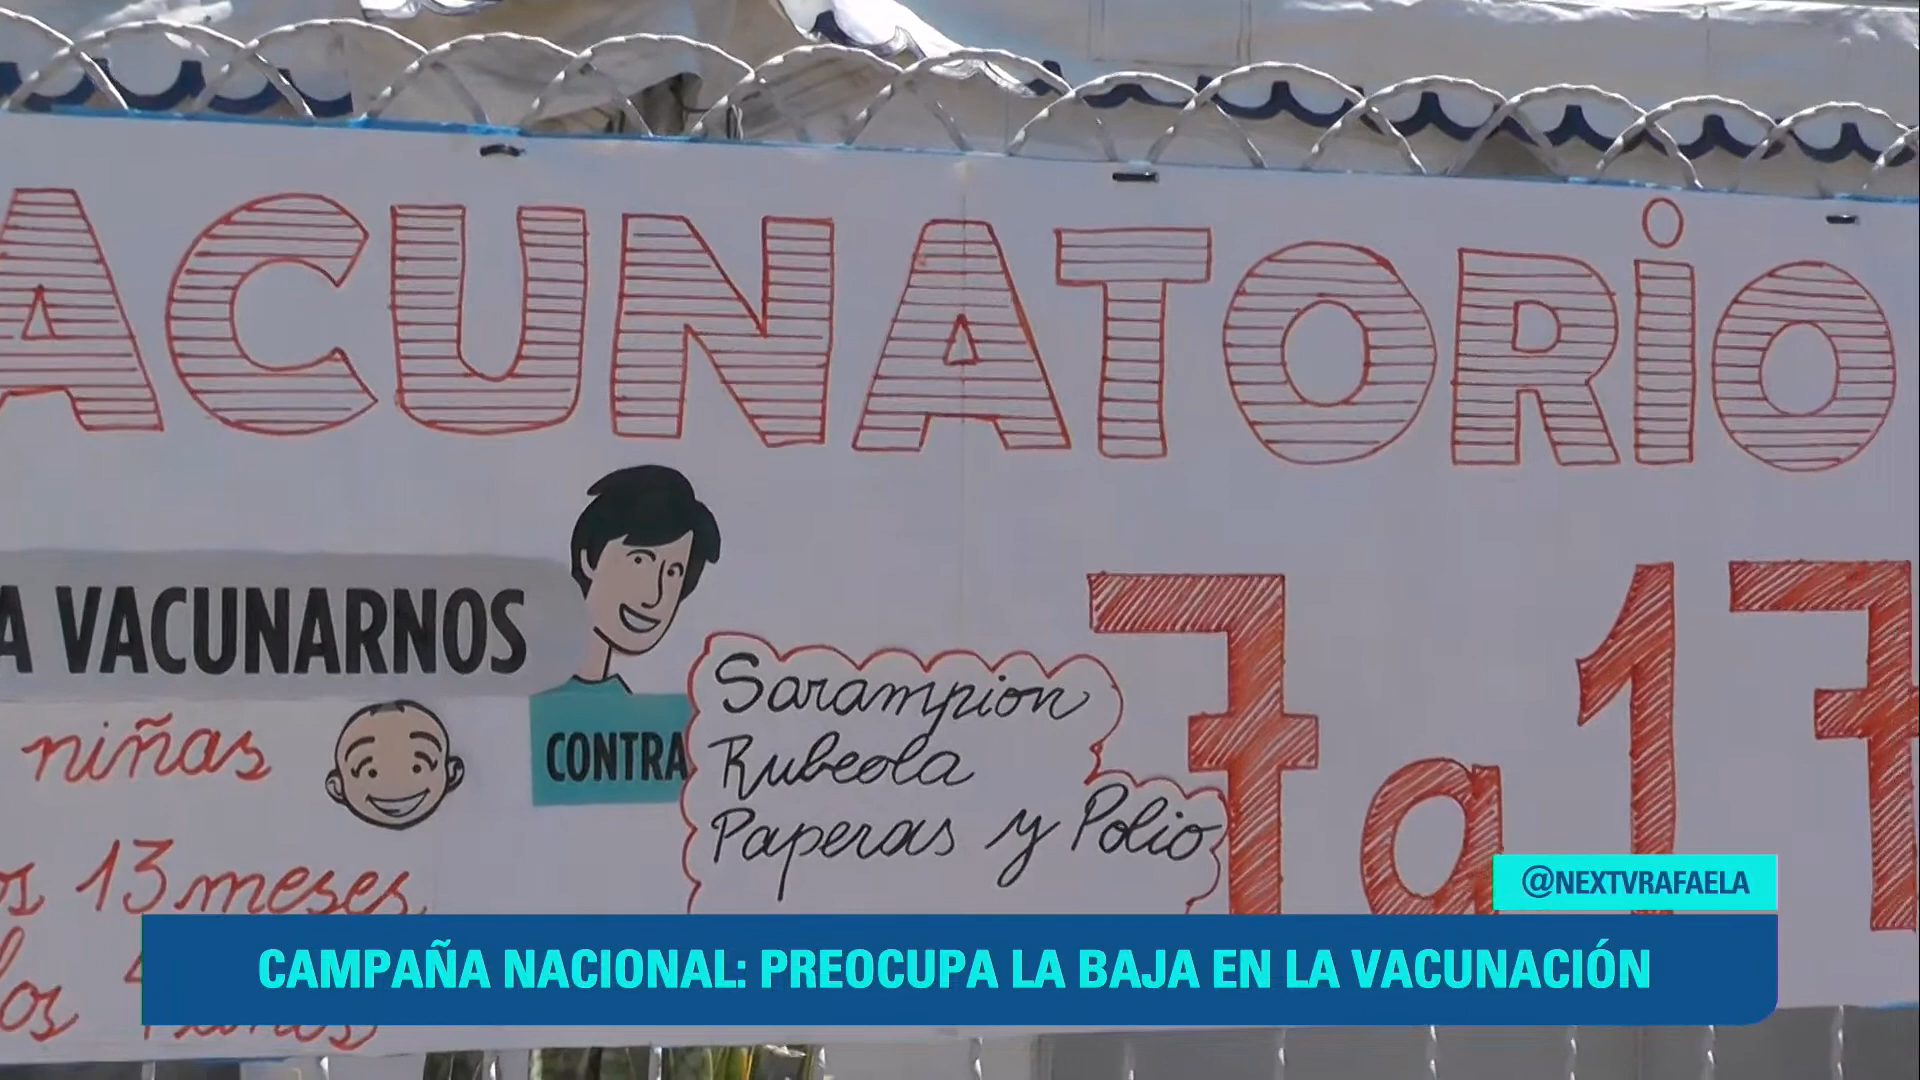 ACUNATORIO
A VACUNARNOS
niñas
CONTRA
Sarampion
Rubeola
Paperas y Polio
7 a 17
13 meses
los
@NEXTVRAFAELA
CAMPAÑA NACIONAL: PREOCUPA LA BAJA EN LA VACUNACIÓN